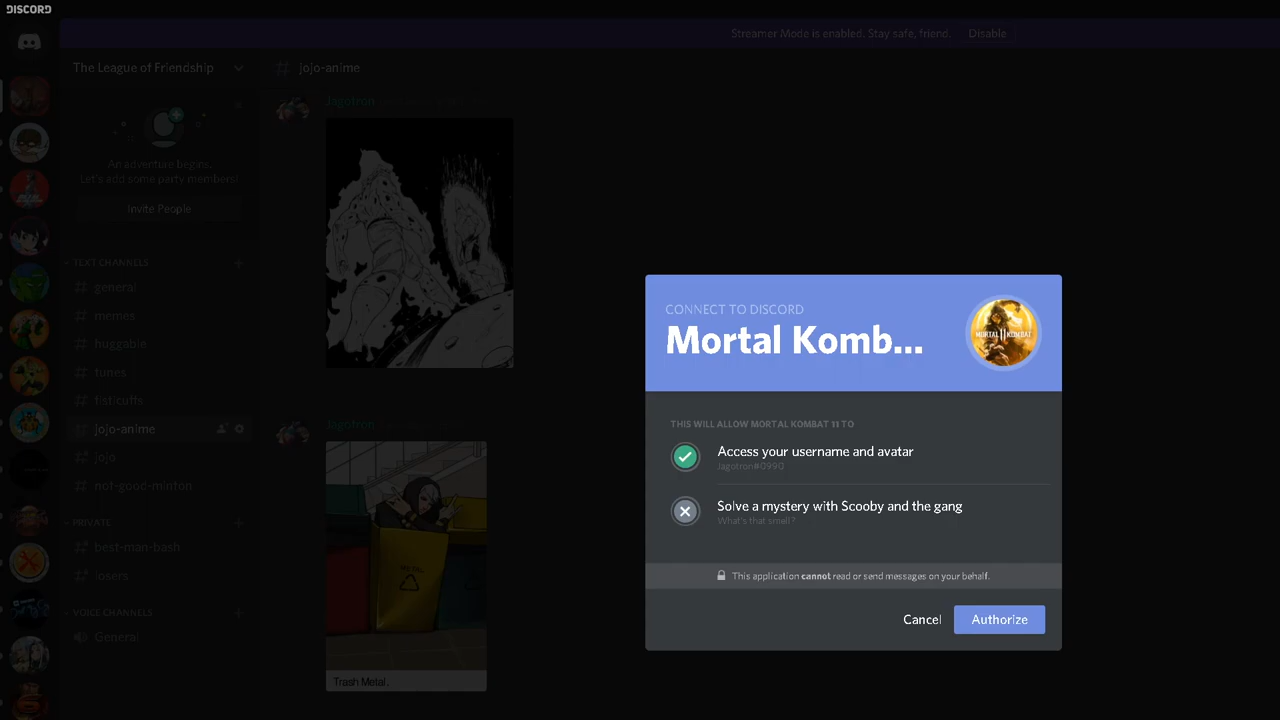 DISCORD
Streamer Mode is enabled. Stay safe, friend.
Disable
The League of Friendship
jojo-anime
An adventure begins.
Let's add some party members!
Invite People
TEXT CHANNELS
general
memes
huggable
tunes
fist-cuffs
jojo-anime
jojo
not-good-minton
PRIVATE
best-man-bash
losers
VOICE CHANNELS
General
Jagotron
Jagotron
Trash Metal.
CONNECT TO DISCORD
Mortal Komb...
MORTAL KOMBAT
THIS WILL ALLOW MORTAL KOMBAT 11 TO
Access your username and avatar
Jagotron#0990
Solve a mystery with Scooby and the gang
What's that smell?
This application cannot read or send messages on your behalf.
Cancel
Authorize